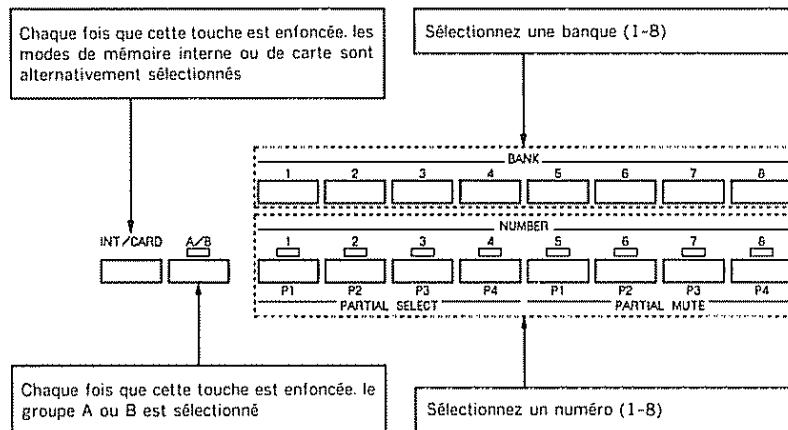 Chaque fois que cette touche est enfoncée. les
modes de mémoire interne ou de carte sont
alternativement sélectionnés
Sélectionnez une banque (1~8)
BANK
1 2 3 4 5 6 7 8
NUMBER
INT/CARD A/B 1 2 3 4 5 6 7 8
P1 P2 P3 P4 P1 P2 P3 P4
PARTIAL SELECT PARTIAL MUTE
Chaque fois que cette touche est enfoncée. le
groupe A ou B est sélectionné
Sélectionnez un numéro (1~8)